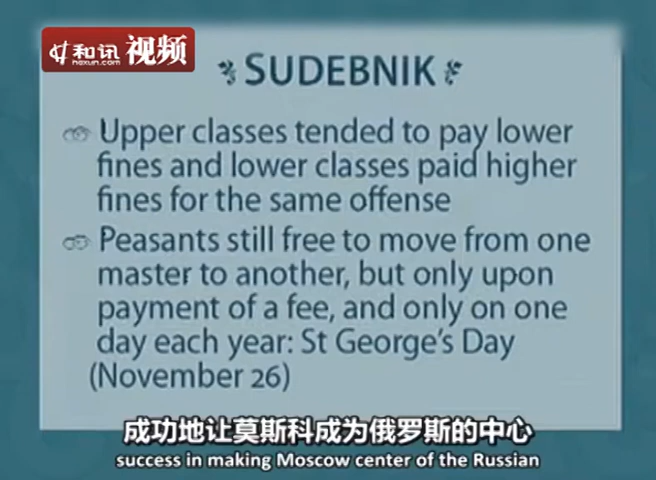 和讯 视频
hexun.com
SUDEBNIK
Upper classes tended to pay lower
fines and lower classes paid higher
fines for the same offense
Peasants still free to move from one
master to another, but only upon
payment of a fee, and only on one
day each year: St George's Day
(November 26)
成功地让莫斯科成为俄罗斯的中心
success in making Moscow center of the Russian